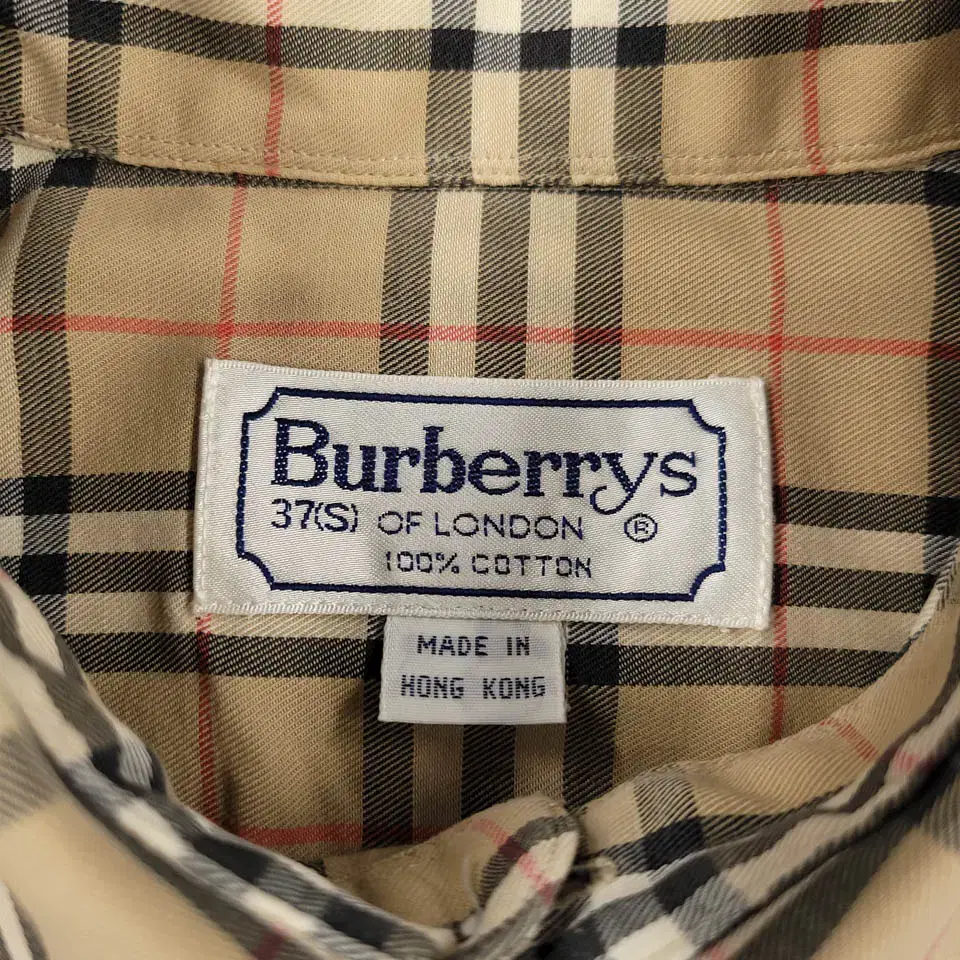 Burberrys
37(S) OF LONDON ®
100% COTTON
MADE IN
HONG KONG